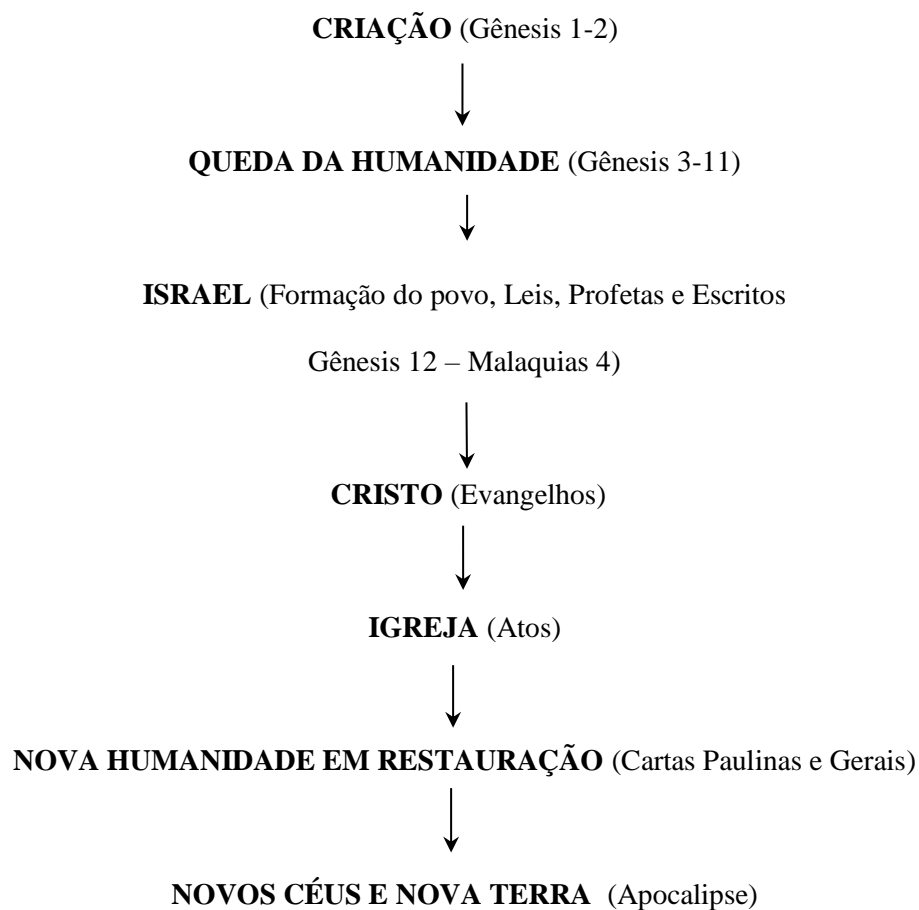 CRIAÇÃO (Gênesis 1-2)
QUEDA DA HUMANIDADE (Gênesis 3-11)
ISRAEL (Formação do povo, Leis, Profetas e Escritos
Gênesis 12 – Malaquias 4)
CRISTO (Evangelhos)
IGREJA (Atos)
NOVA HUMANIDADE EM RESTAURAÇÃO (Cartas Paulinas e Gerais)
NOVOS CÉUS E NOVA TERRA (Apocalipse)